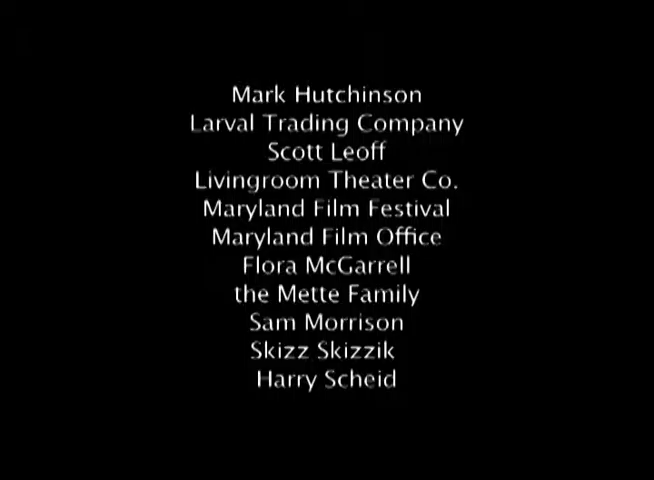 Mark Hutchinson
Larval Trading Company
Scott Leoff
Livingroom Theater Co.
Maryland Film Festival
Maryland Film Office
Flora McGarrell
the Mette Family
Sam Morrison
Skizz Skizzik
Harry Scheid